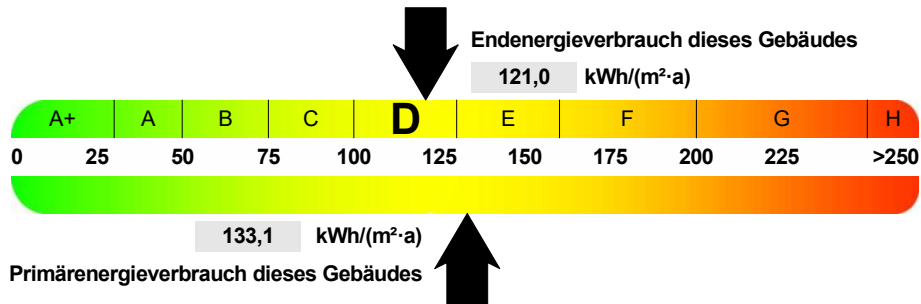 Endenergieverbrauch dieses Gebäudes
121,0 kWh/(m²·a)
A+ A B C D E F G H
0 25 50 75 100 125 150 175 200 225 >250
133,1 kWh/(m²·a)
Primärenergieverbrauch dieses Gebäudes